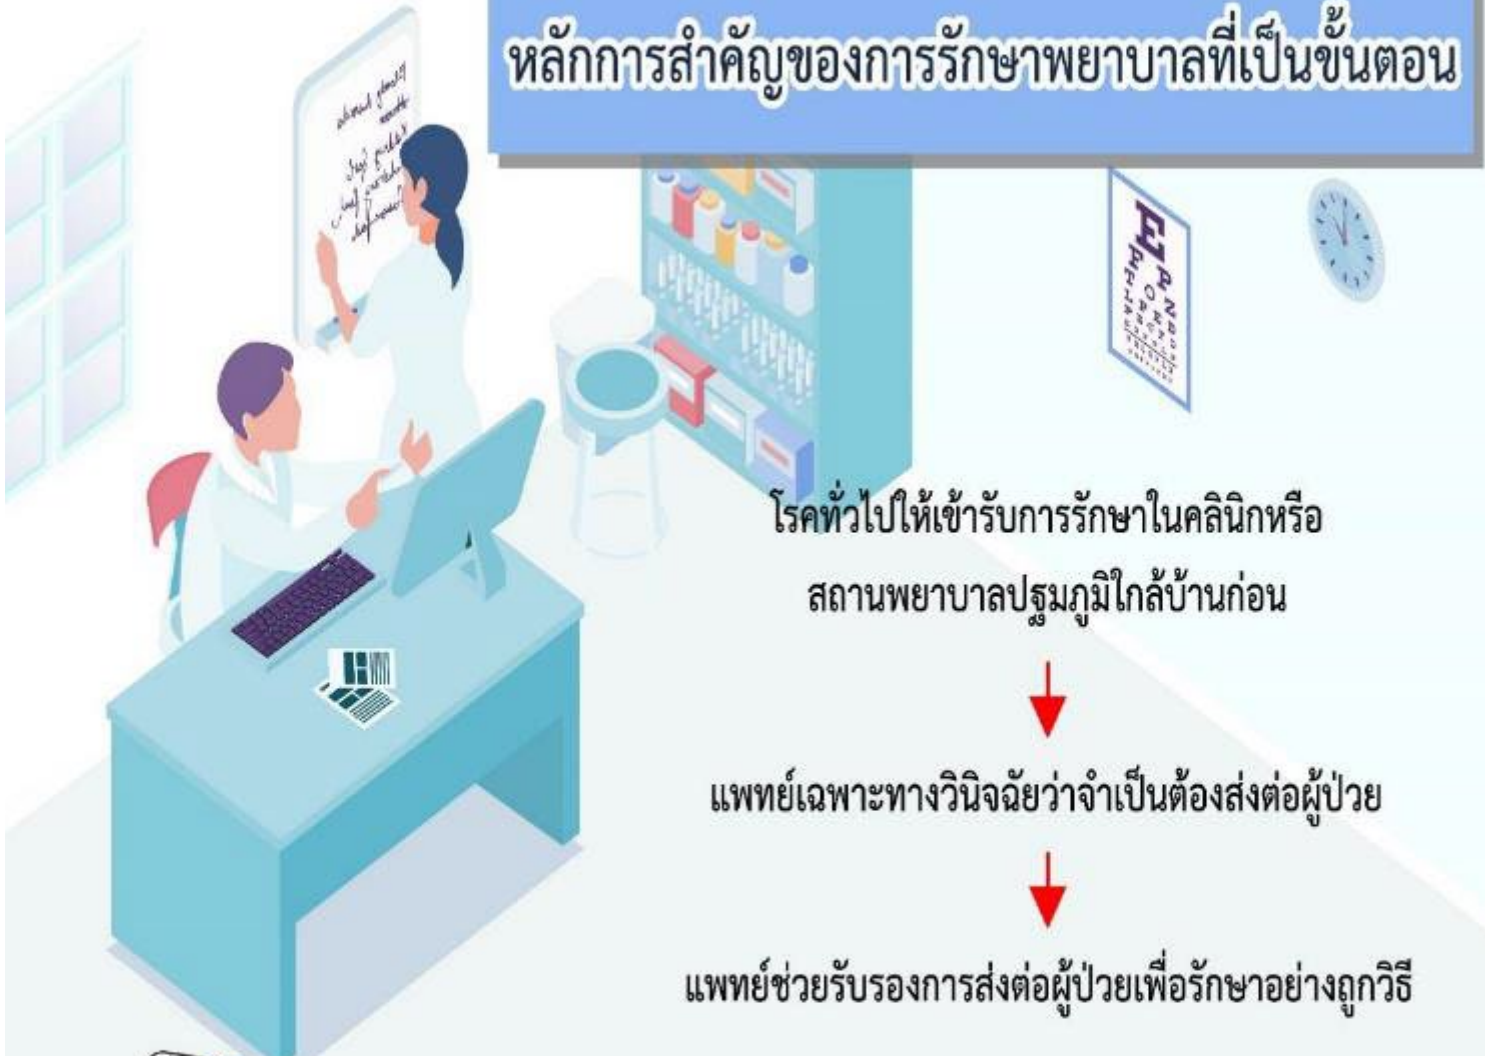 หลักการสำคัญของการรักษาพยาบาลที่เป็นขั้นตอน
โรคทั่วไปให้เข้ารับการรักษาในคลินิกหรือ
สถานพยาบาลปฐมภูมิใกล้บ้านก่อน
แพทย์เฉพาะทางวินิจฉัยว่าจำเป็นต้องส่งต่อผู้ป่วย
แพทย์ช่วยรับรองการส่งต่อผู้ป่วยเพื่อรักษาอย่างถูกวิธี